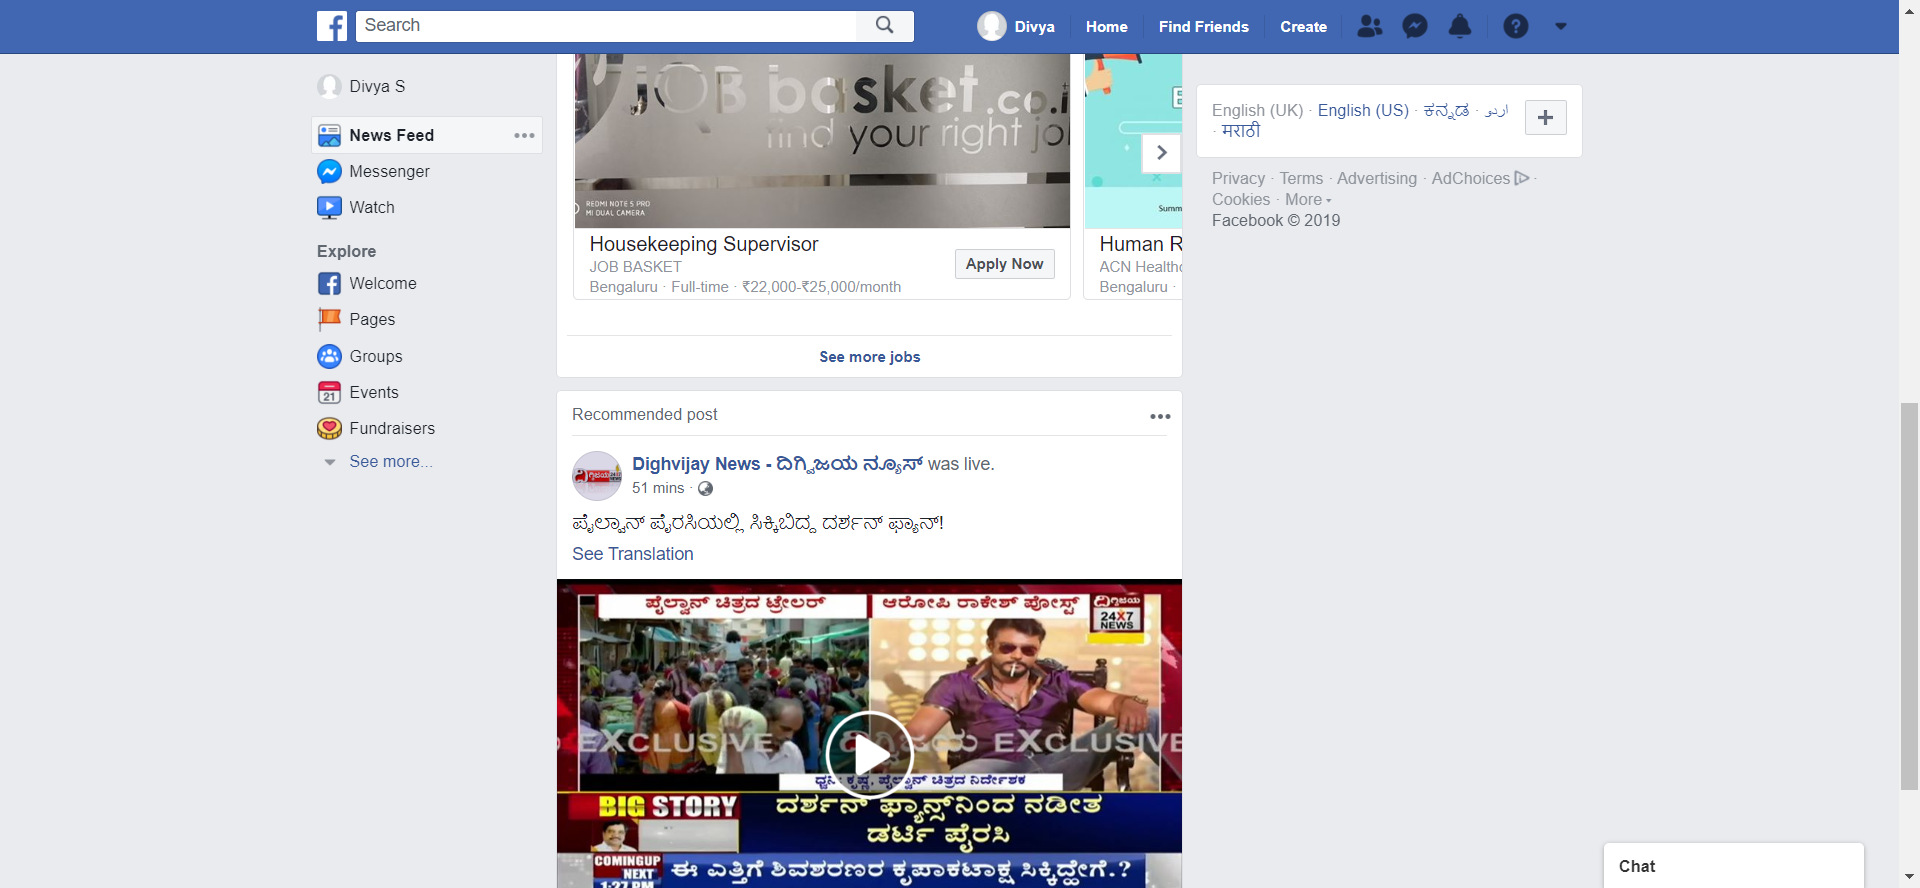 Search
Divya
Home
Find Friends
Create
Divya S
News Feed
Messenger
Watch
Explore
Welcome
Pages
Groups
Events
Fundraisers
See more...
JOB basket.co.i
find your right jo
REDMI NOTE 5 PRO
MI DUAL CAMERA
Housekeeping Supervisor
JOB BASKET
Bengaluru · Full-time · ₹22,000-₹25,000/month
Apply Now
Summ
Human R
ACN Healthc
Bengaluru ·
See more jobs
Recommended post
Dighvijay News - ದಿಗ್ವಿಜಯ ನ್ಯೂಸ್ was live.
51 mins ·
ಪೈಲ್ವಾನ್ ಪೈರಸಿಯಲ್ಲಿ ಸಿಕ್ಕಿಬಿದ್ದ ದರ್ಶನ್ ಫ್ಯಾನ್!
See Translation
ಪೈಲ್ವಾನ್ ಚಿತ್ರದ ಟ್ರೇಲರ್
ಆರೋಪಿ ರಾಕೇಶ್ ಪೋಸ್ಟ್
ದಿಗ್ವಿಜಯ
24X7
NEWS
EXCLUSIVE
EXCLUSIVE
ಧ್ವನಿ: ಕೃಷ್ಣ, ಪೈಲ್ವಾನ್ ಚಿತ್ರದ ನಿರ್ದೇಶಕ
BIG STORY
ದರ್ಶನ್ ಫ್ಯಾನ್ಸ್‌ನಿಂದ ನಡೀತ
ಡರ್ಟಿ ಪೈರಸಿ
COMINGUP
NEXT
1:27 PM
ಈ ಎತ್ತಿಗೆ ಶಿವಶರಣರ ಕೃಪಾಕಟಾಕ್ಷ ಸಿಕ್ಕಿದ್ಹೇಗೆ.?
English (UK) · English (US) · ಕನ್ನಡ · اردو
· मराठी
Privacy · Terms · Advertising · AdChoices ·
Cookies · More
Facebook © 2019
Chat